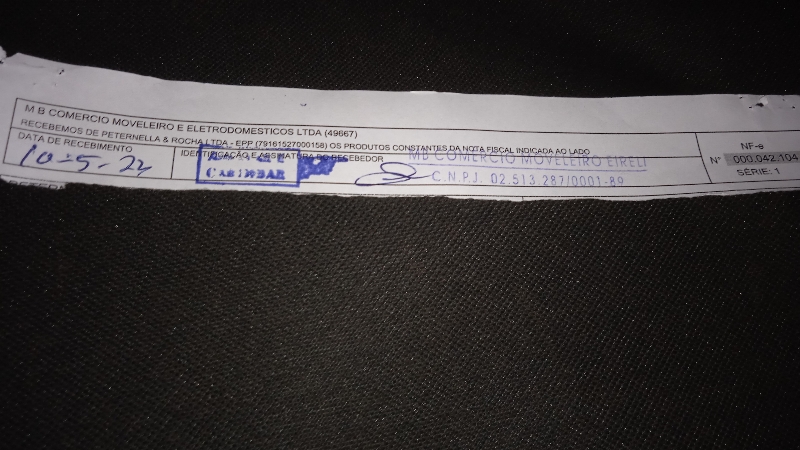 M B COMERCIO MOVELEIRO E ELETRODOMESTICOS LTDA (49667)
RECEBEMOS DE PETERNELLA & ROCHA LTDA - EPP (79161527000158) OS PRODUTOS CONSTANTES DA NOTA FISCAL INDICADA AO LADO
DATA DE RECEBIMENTO
10-5-22
IDENTIFICAÇÃO E ASSINATURA DO RECEBEDOR
MB COMERCIO MOVELEIRO EIRELI
C.N.P.J. 02.513.287/0001-89
NF-e
N° 000.042.104
SÉRIE: 1